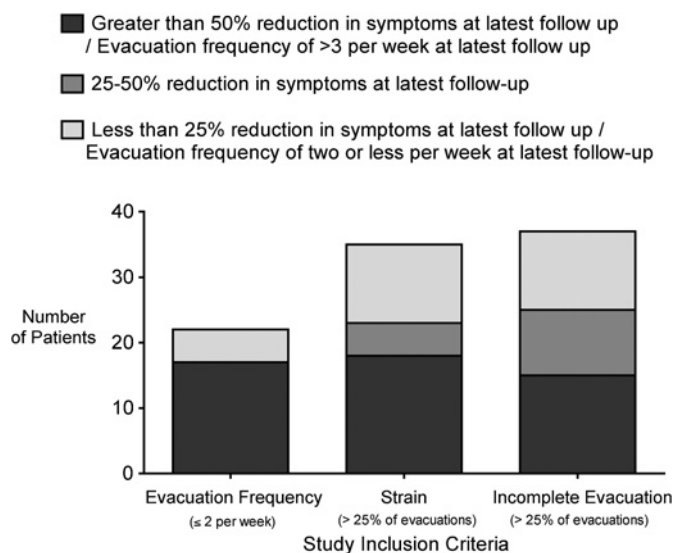 Greater than 50% reduction in symptoms at latest follow up
/ Evacuation frequency of >3 per week at latest follow up
25-50% reduction in symptoms at latest follow-up
Less than 25% reduction in symptoms at latest follow up /
Evacuation frequency of two or less per week at latest follow-up
40
30
20
10
0
Number
of Patients
Evacuation Frequency
(≤ 2 per week)
Strain
(> 25% of evacuations)
Incomplete Evacuation
(> 25% of evacuations)
Study Inclusion Criteria